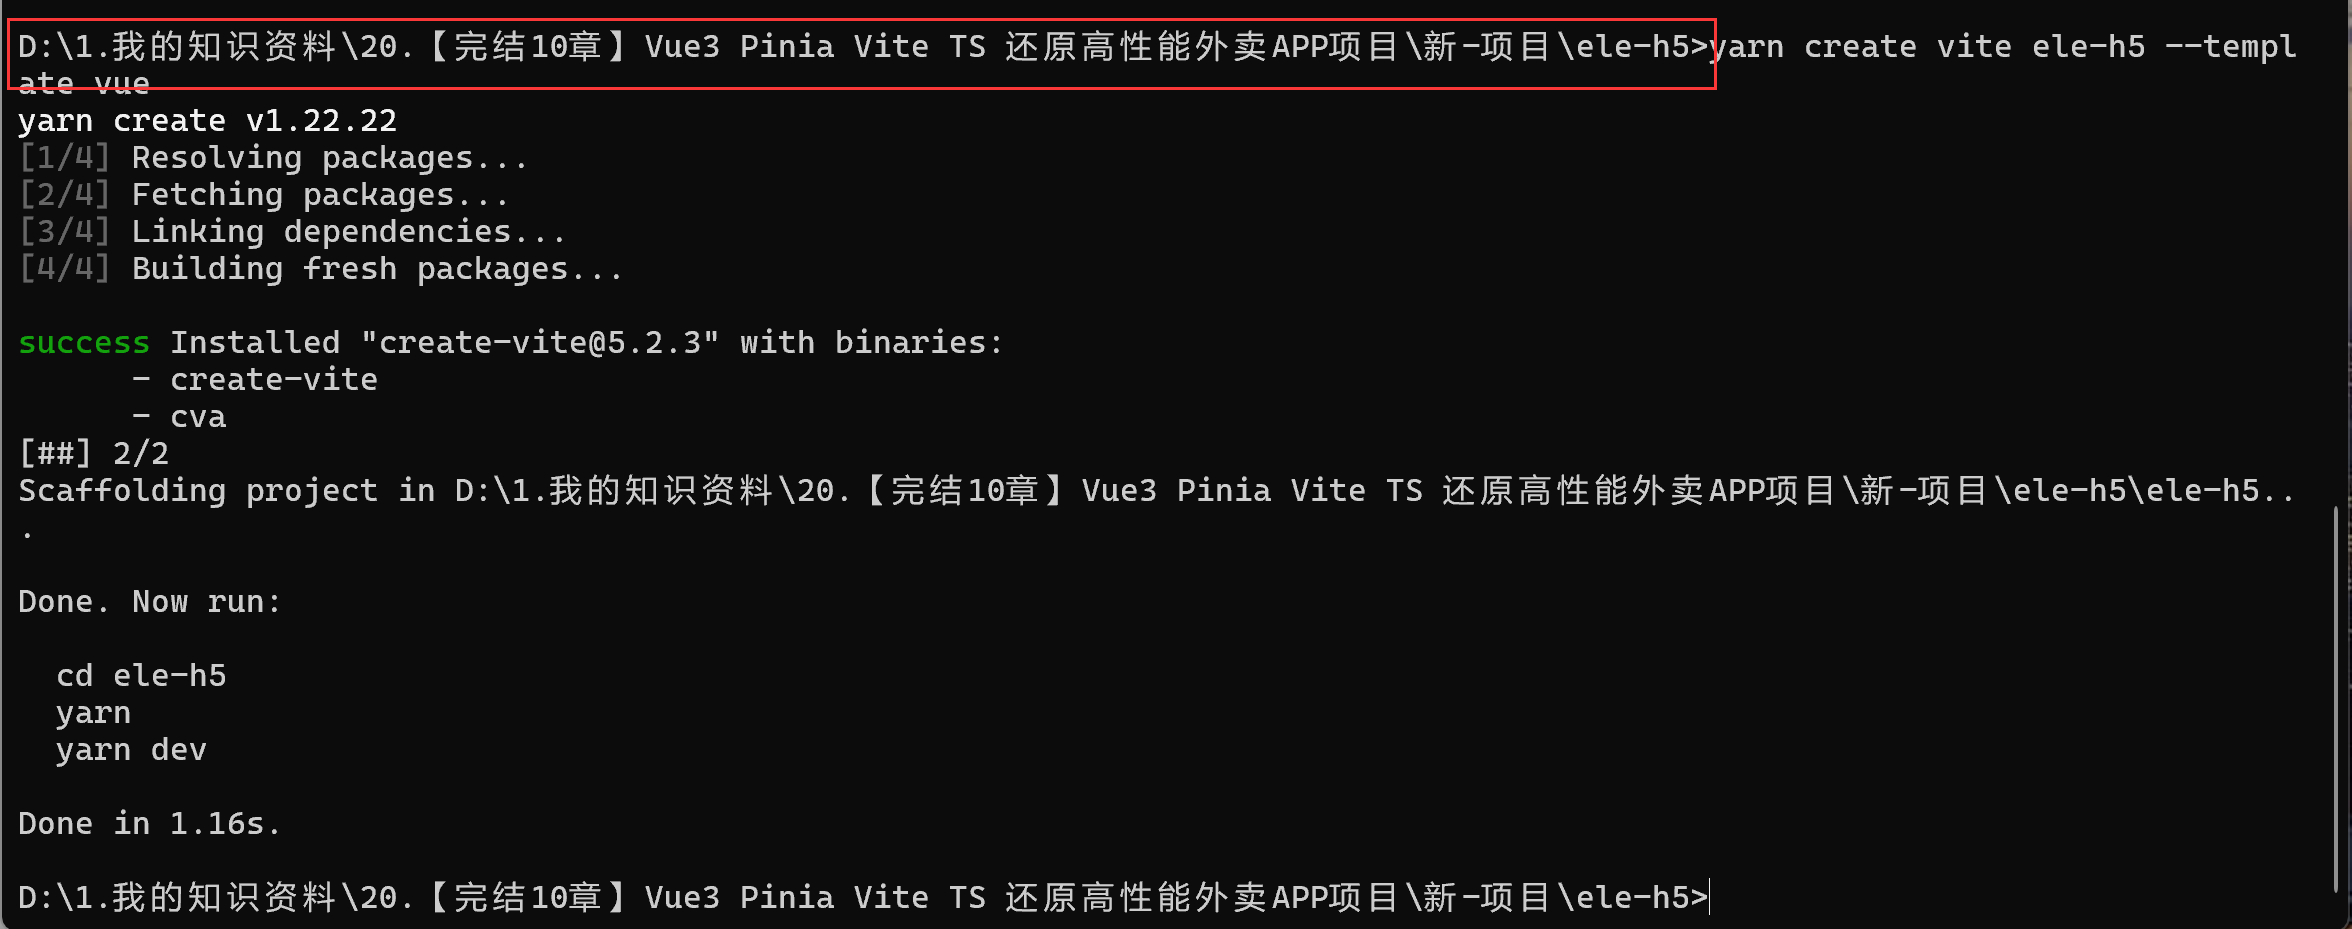 D:\1.我的知识资料\20.【完结10章】Vue3 Pinia Vite TS 还原高性能外卖APP项目\新-项目\ele-h5>yarn create vite ele-h5 --templ
ate vue
yarn create v1.22.22
[1/4] Resolving packages...
[2/4] Fetching packages...
[3/4] Linking dependencies...
[4/4] Building fresh packages...
success Installed "create-vite@5.2.3" with binaries:
      - create-vite
      - cva
[##] 2/2
Scaffolding project in D:\1.我的知识资料\20.【完结10章】Vue3 Pinia Vite TS 还原高性能外卖APP项目\新-项目\ele-h5\ele-h5..
.
Done. Now run:
  cd ele-h5
  yarn
  yarn dev
Done in 1.16s.
D:\1.我的知识资料\20.【完结10章】Vue3 Pinia Vite TS 还原高性能外卖APP项目\新-项目\ele-h5>